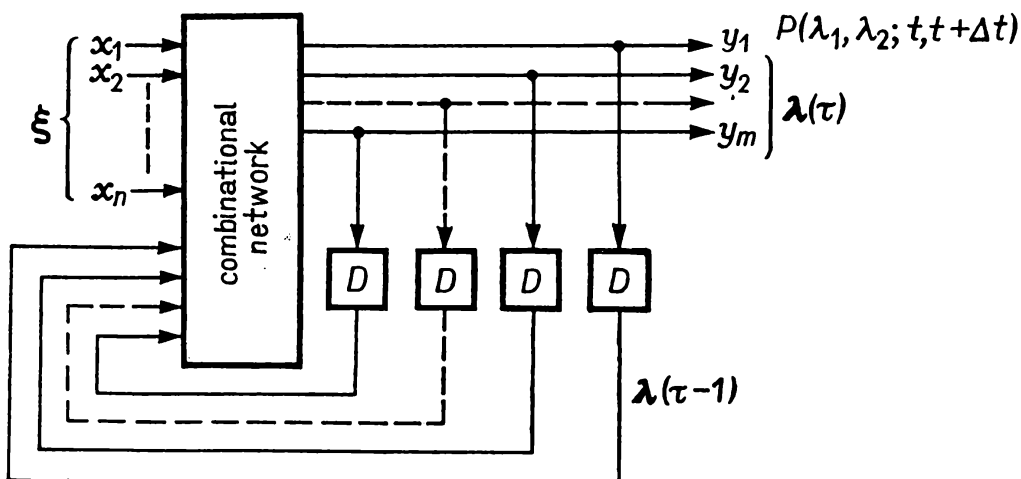 x₁
x₂
xₙ
ξ
combinational
network
y₁ P(λ₁, λ₂; t, t+Δt)
y₂
yₘ
λ(τ)
D D D D
λ(τ−1)